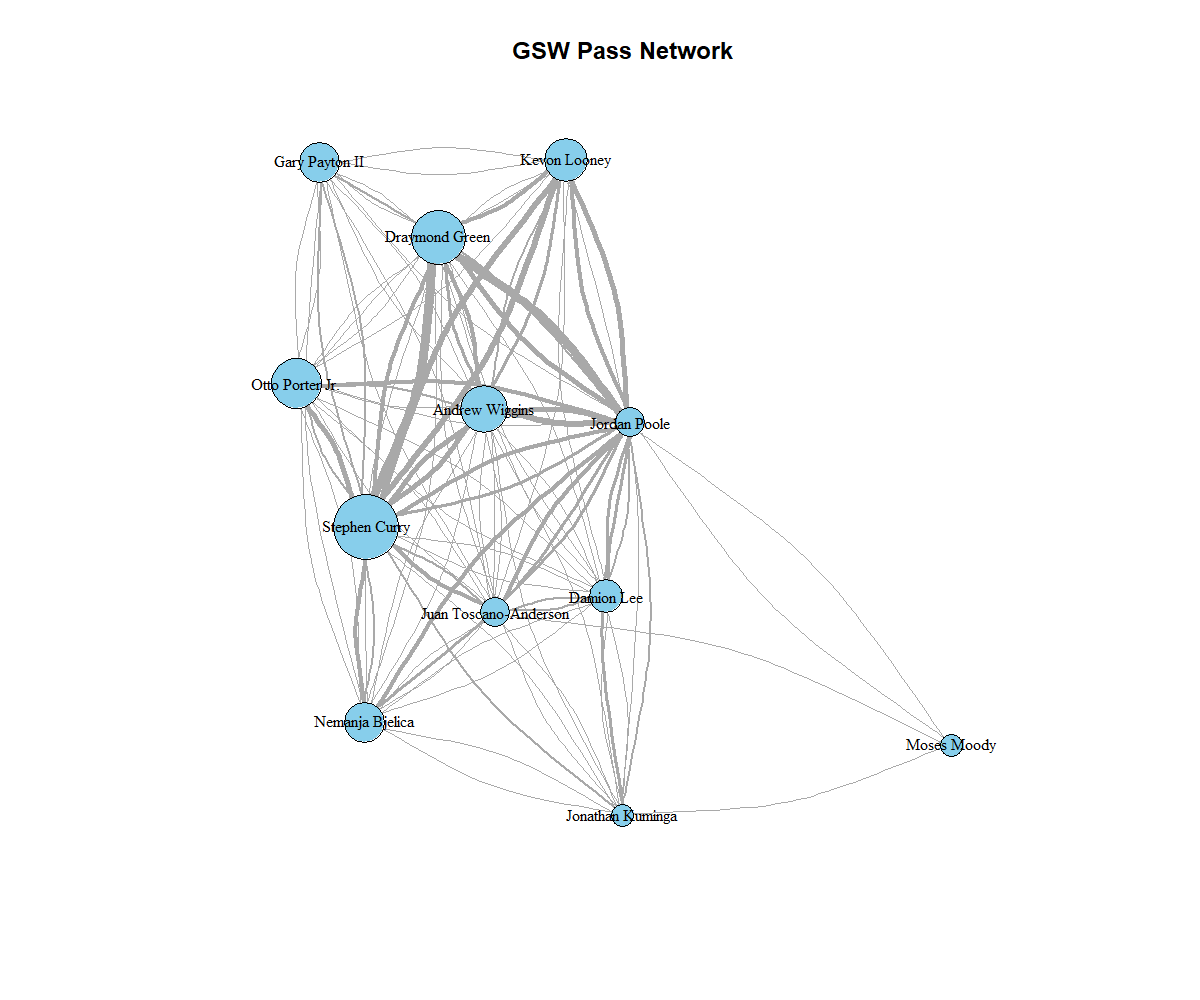 GSW Pass Network
Gary Payton II
Kevon Looney
Draymond Green
Otto Porter Jr.
Andrew Wiggins
Jordan Poole
Stephen Curry
Damion Lee
Juan Toscano-Anderson
Nemanja Bjelica
Moses Moody
Jonathan Kuminga